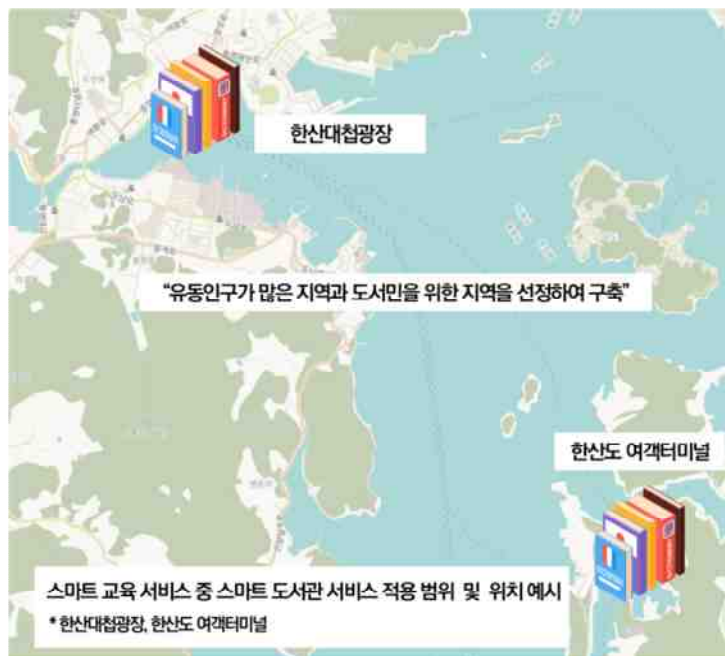 한산대첩광장
“유동인구가 많은 지역과 도서민을 위한 지역을 선정하여 구축”
한산도 여객터미널
스마트 교육 서비스 중 스마트 도서관 서비스 적용 범위 및 위치 예시
* 한산대첩광장, 한산도 여객터미널